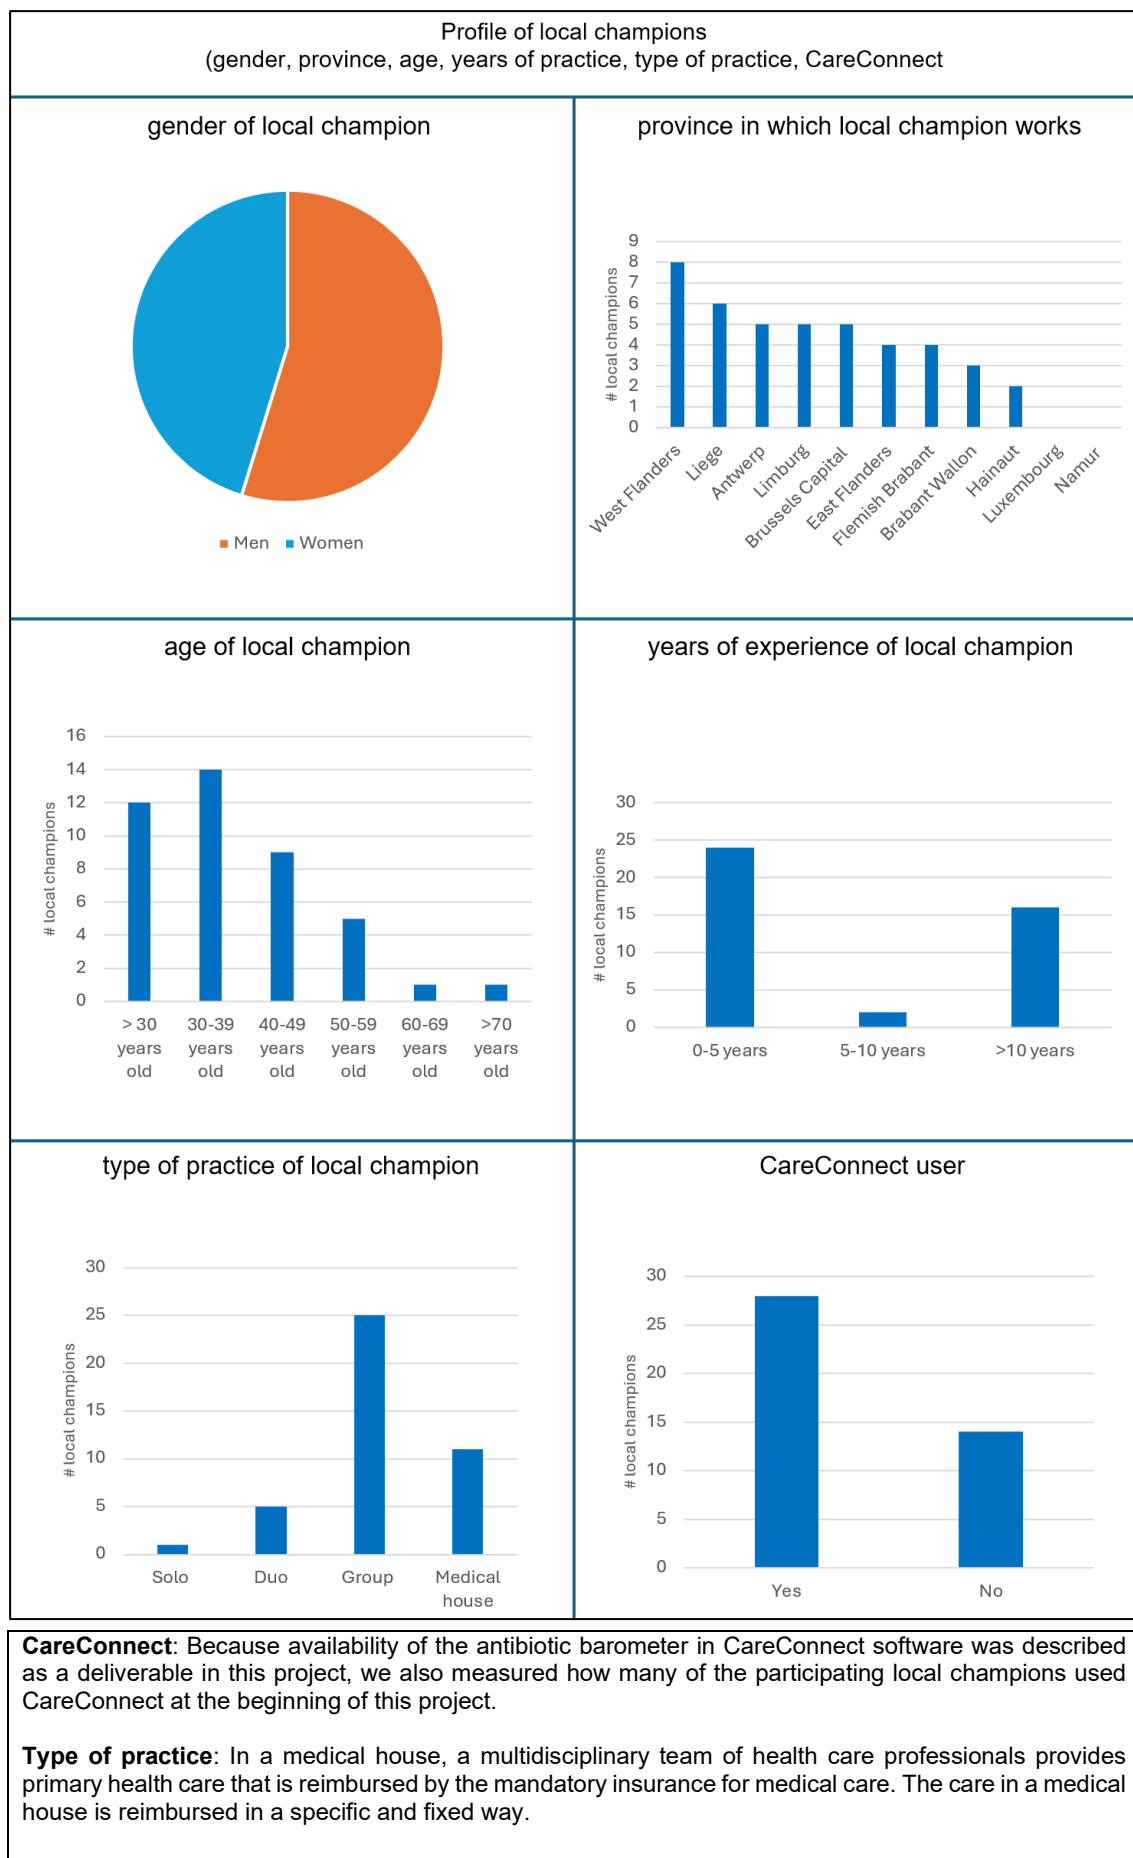 Profile of local champions
(gender, province, age, years of practice, type of practice, CareConnect
gender of local champion
Men
Women
province in which local champion works
# local champions
9
8
7
6
5
4
3
2
1
0
West Flanders
Liege
Antwerp
Limburg
Brussels Capital
East Flanders
Flemish Brabant
Brabant Wallon
Hainaut
Luxembourg
Namur
age of local champion
# local champions
16
14
12
10
8
6
4
2
0
> 30
years
old
30-39
years
old
40-49
years
old
50-59
years
old
60-69
years
old
>70
years
old
years of experience of local champion
# local champions
30
25
20
15
10
5
0
0-5 years
5-10 years
>10 years
type of practice of local champion
# local champions
30
25
20
15
10
5
0
Solo
Duo
Group
Medical
house
CareConnect user
# local champions
30
25
20
15
10
5
0
Yes
No
CareConnect: Because availability of the antibiotic barometer in CareConnect software was described
as a deliverable in this project, we also measured how many of the participating local champions used
CareConnect at the beginning of this project.
Type of practice: In a medical house, a multidisciplinary team of health care professionals provides
primary health care that is reimbursed by the mandatory insurance for medical care. The care in a medical
house is reimbursed in a specific and fixed way.